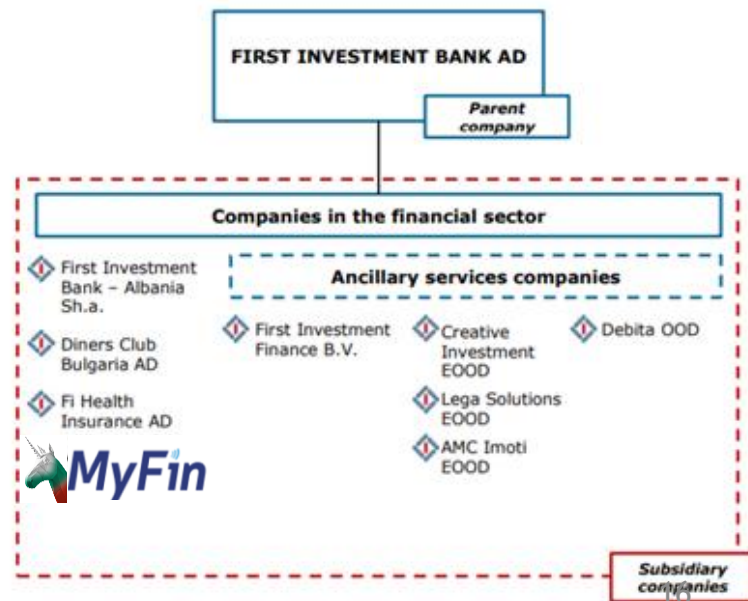 FIRST INVESTMENT BANK AD
Parent
company
Companies in the financial sector
First Investment
Bank – Albania
Sh.a.
Diners Club
Bulgaria AD
Fi Health
Insurance AD
MyFin
Ancillary services companies
First Investment
Finance B.V.
Creative
Investment
EOOD
Lega Solutions
EOOD
AMC Imoti
EOOD
Debita OOD
Subsidiary
companies
16